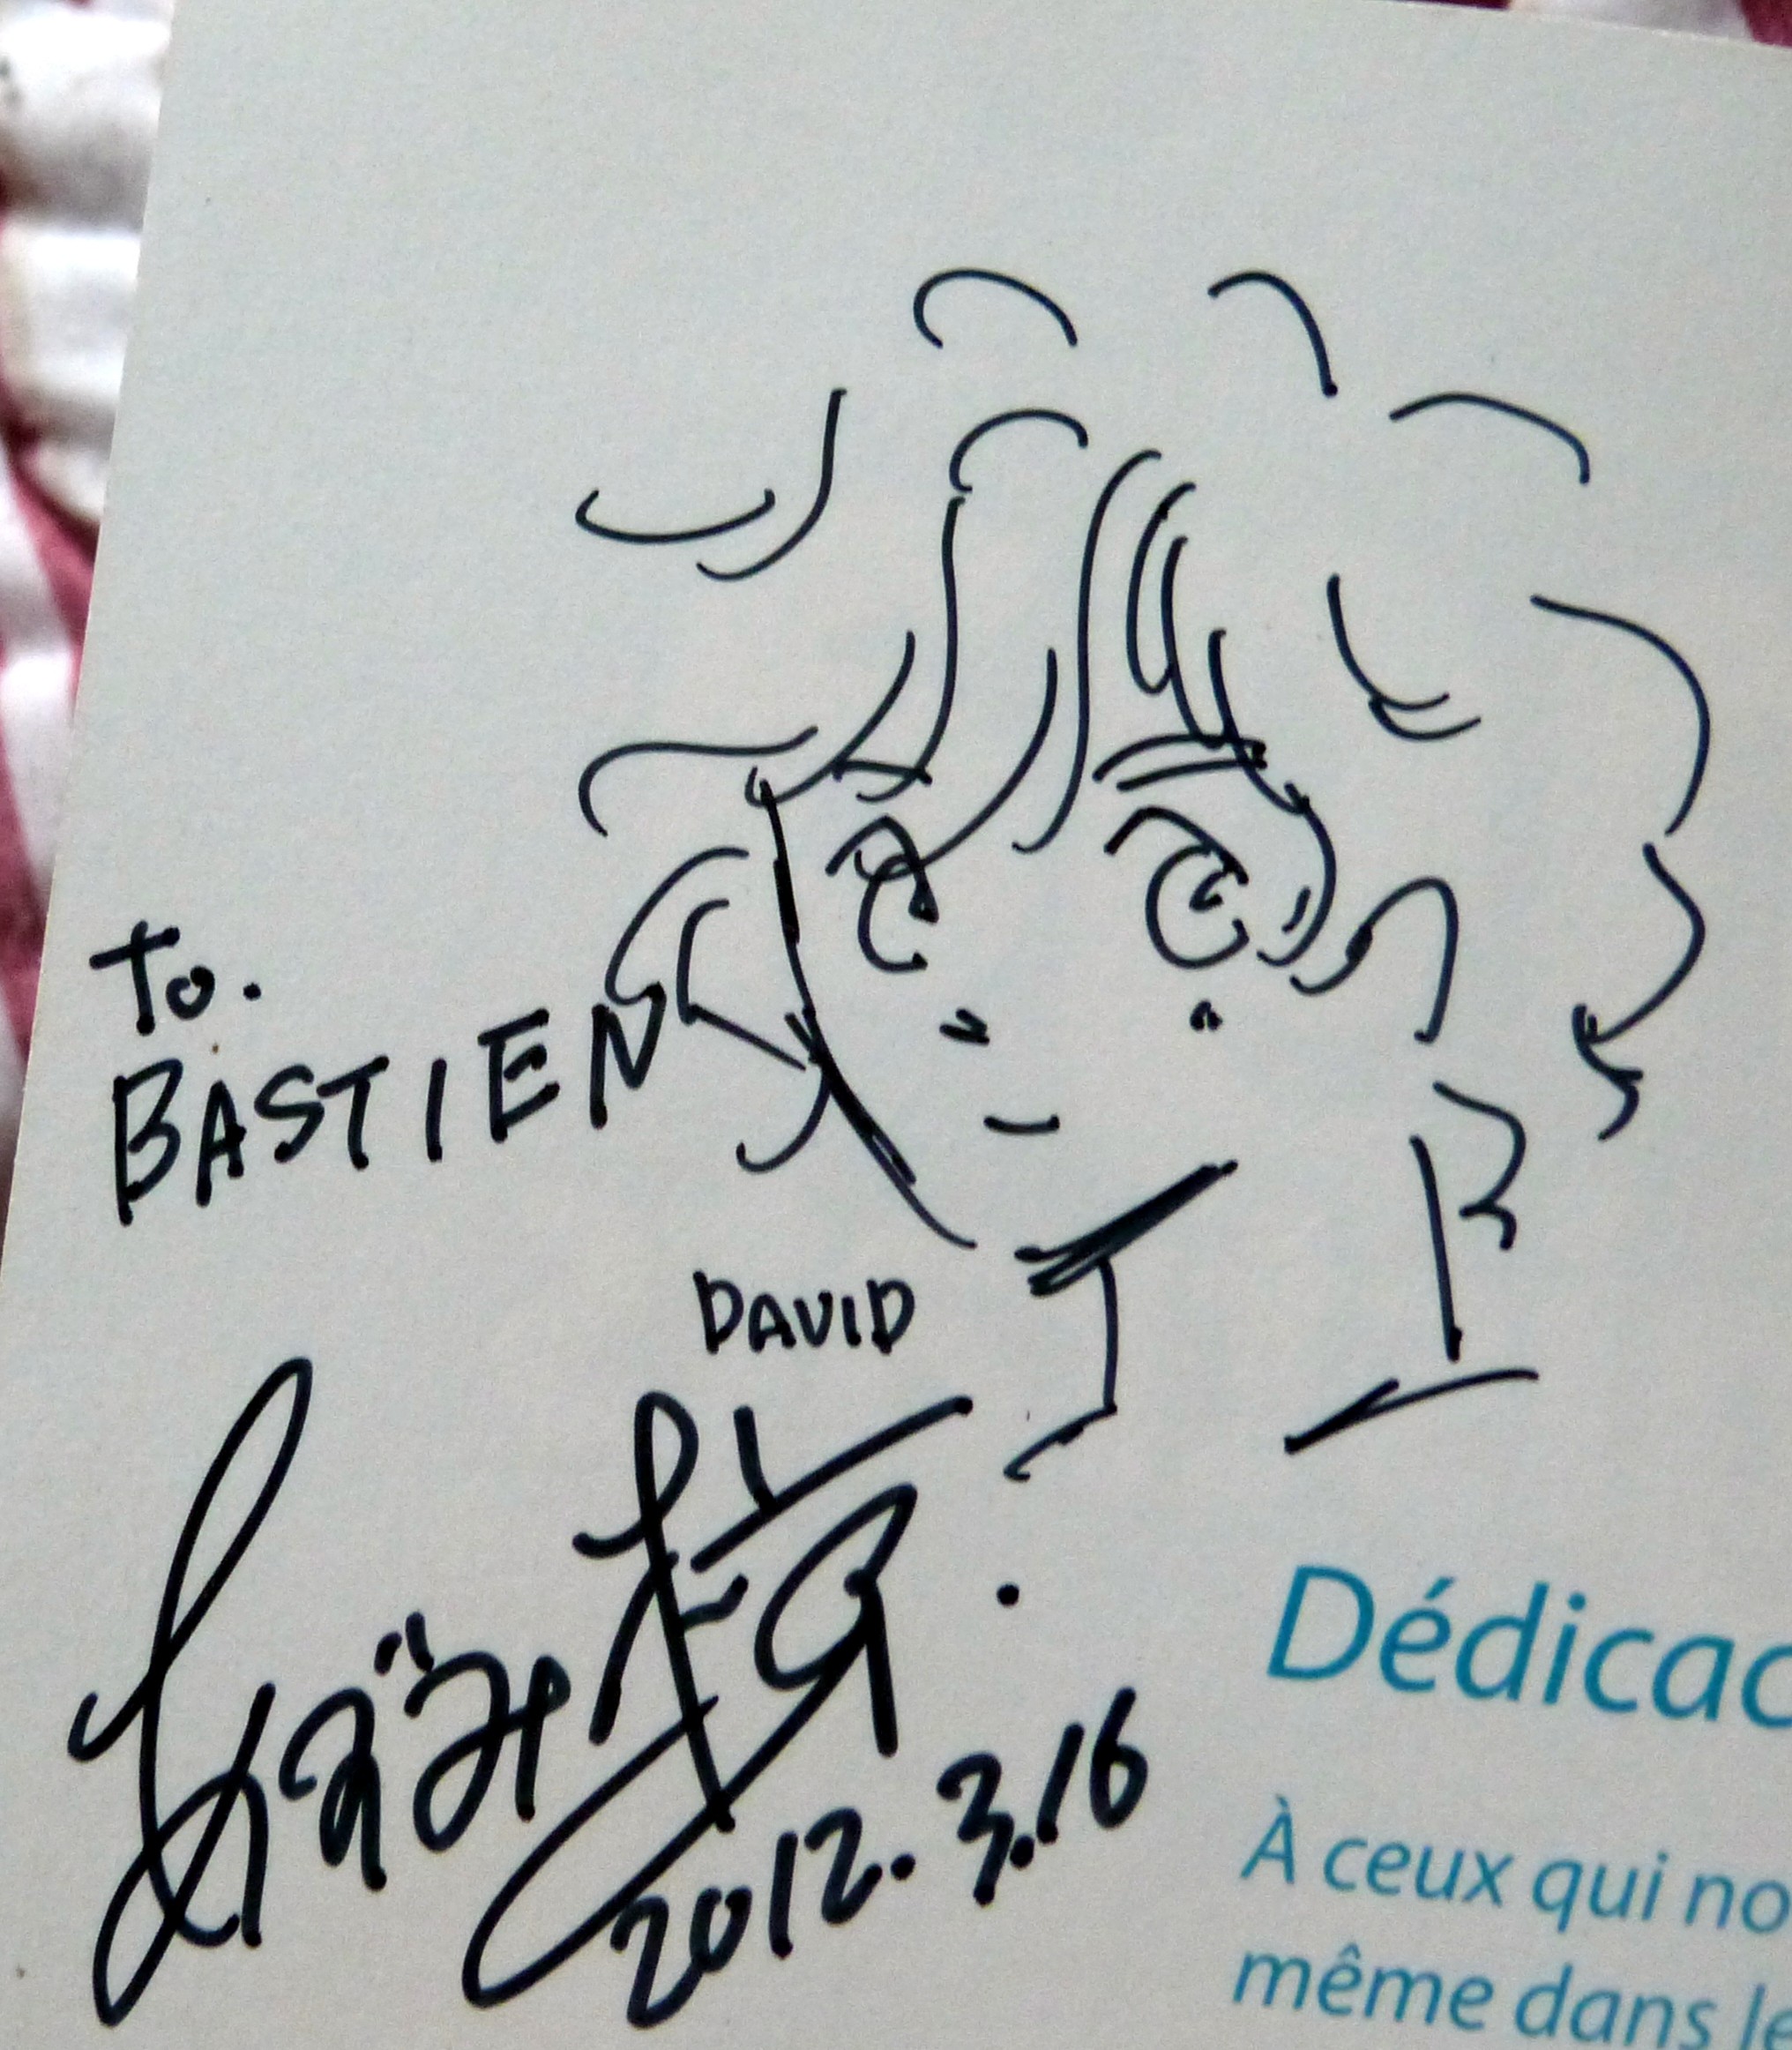 To.
BASTIEN
DAVID
2012.3.16
Dédicac
À ceux qui no
même dans le